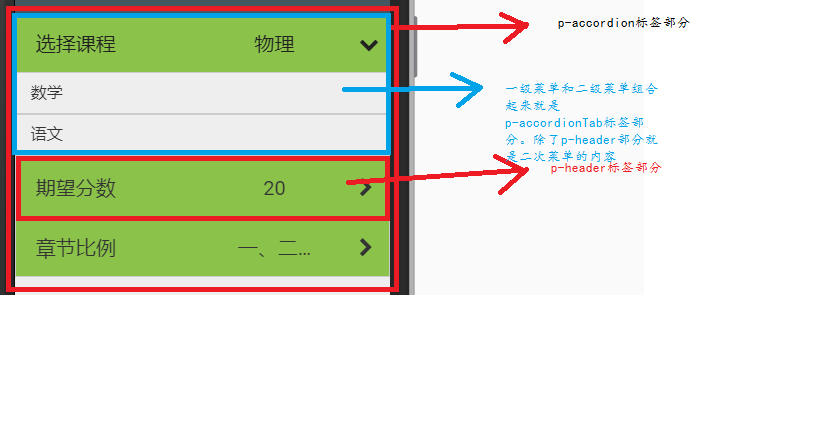 选择课程 物理
p-accordion标签部分
数学
一级菜单和二级菜单组合
起来就是
p-accordionTab标签部
分。除了p-header部分就
是二次菜单的内容
语文
p-header标签部分
期望分数 20
章节比例 一、二...